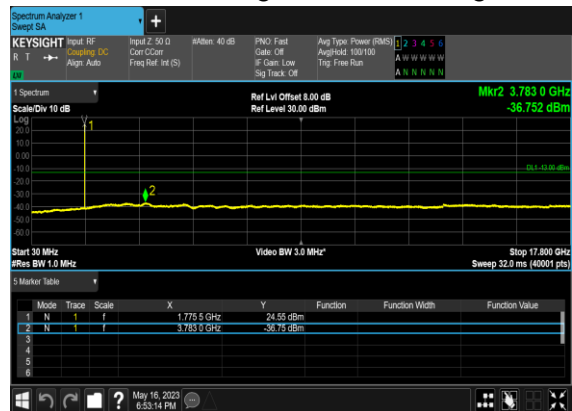 Spectrum Analyzer 1
Swept SA
+
KEYSIGHT Input: RF Input Z: 50 Ω #Atten: 40 dB PNO: Fast Avg Type: Power (RMS) 1 2 3 4 5 6
R T Coupling: DC Corr CCorr Gate: Off Avg|Hold: 100/100 A W W W W W
Align: Auto Freq Ref: Int (S) IF Gain: Low Trig: Free Run
Sig Track: Off A N N N N N
1 Spectrum Ref Lvl Offset 8.00 dB Mkr2 3.783 0 GHz
Scale/Div 10 dB Ref Level 30.00 dBm -36.752 dBm
Log
1
20.0
10.0
0.00
-10.0
DL1 -13.00 dBm
-20.0
2
-30.0
-40.0
-50.0
-60.0
Start 30 MHz Video BW 3.0 MHz* Stop 17.800 GHz
#Res BW 1.0 MHz Sweep 32.0 ms (40001 pts)
5 Marker Table
Mode Trace Scale X Y Function Function Width Function Value
1 N 1 f 1.775 5 GHz 24.55 dBm
2 N 1 f 3.783 0 GHz -36.75 dBm
3
4
5
6
? May 16, 2023
6:53:14 PM